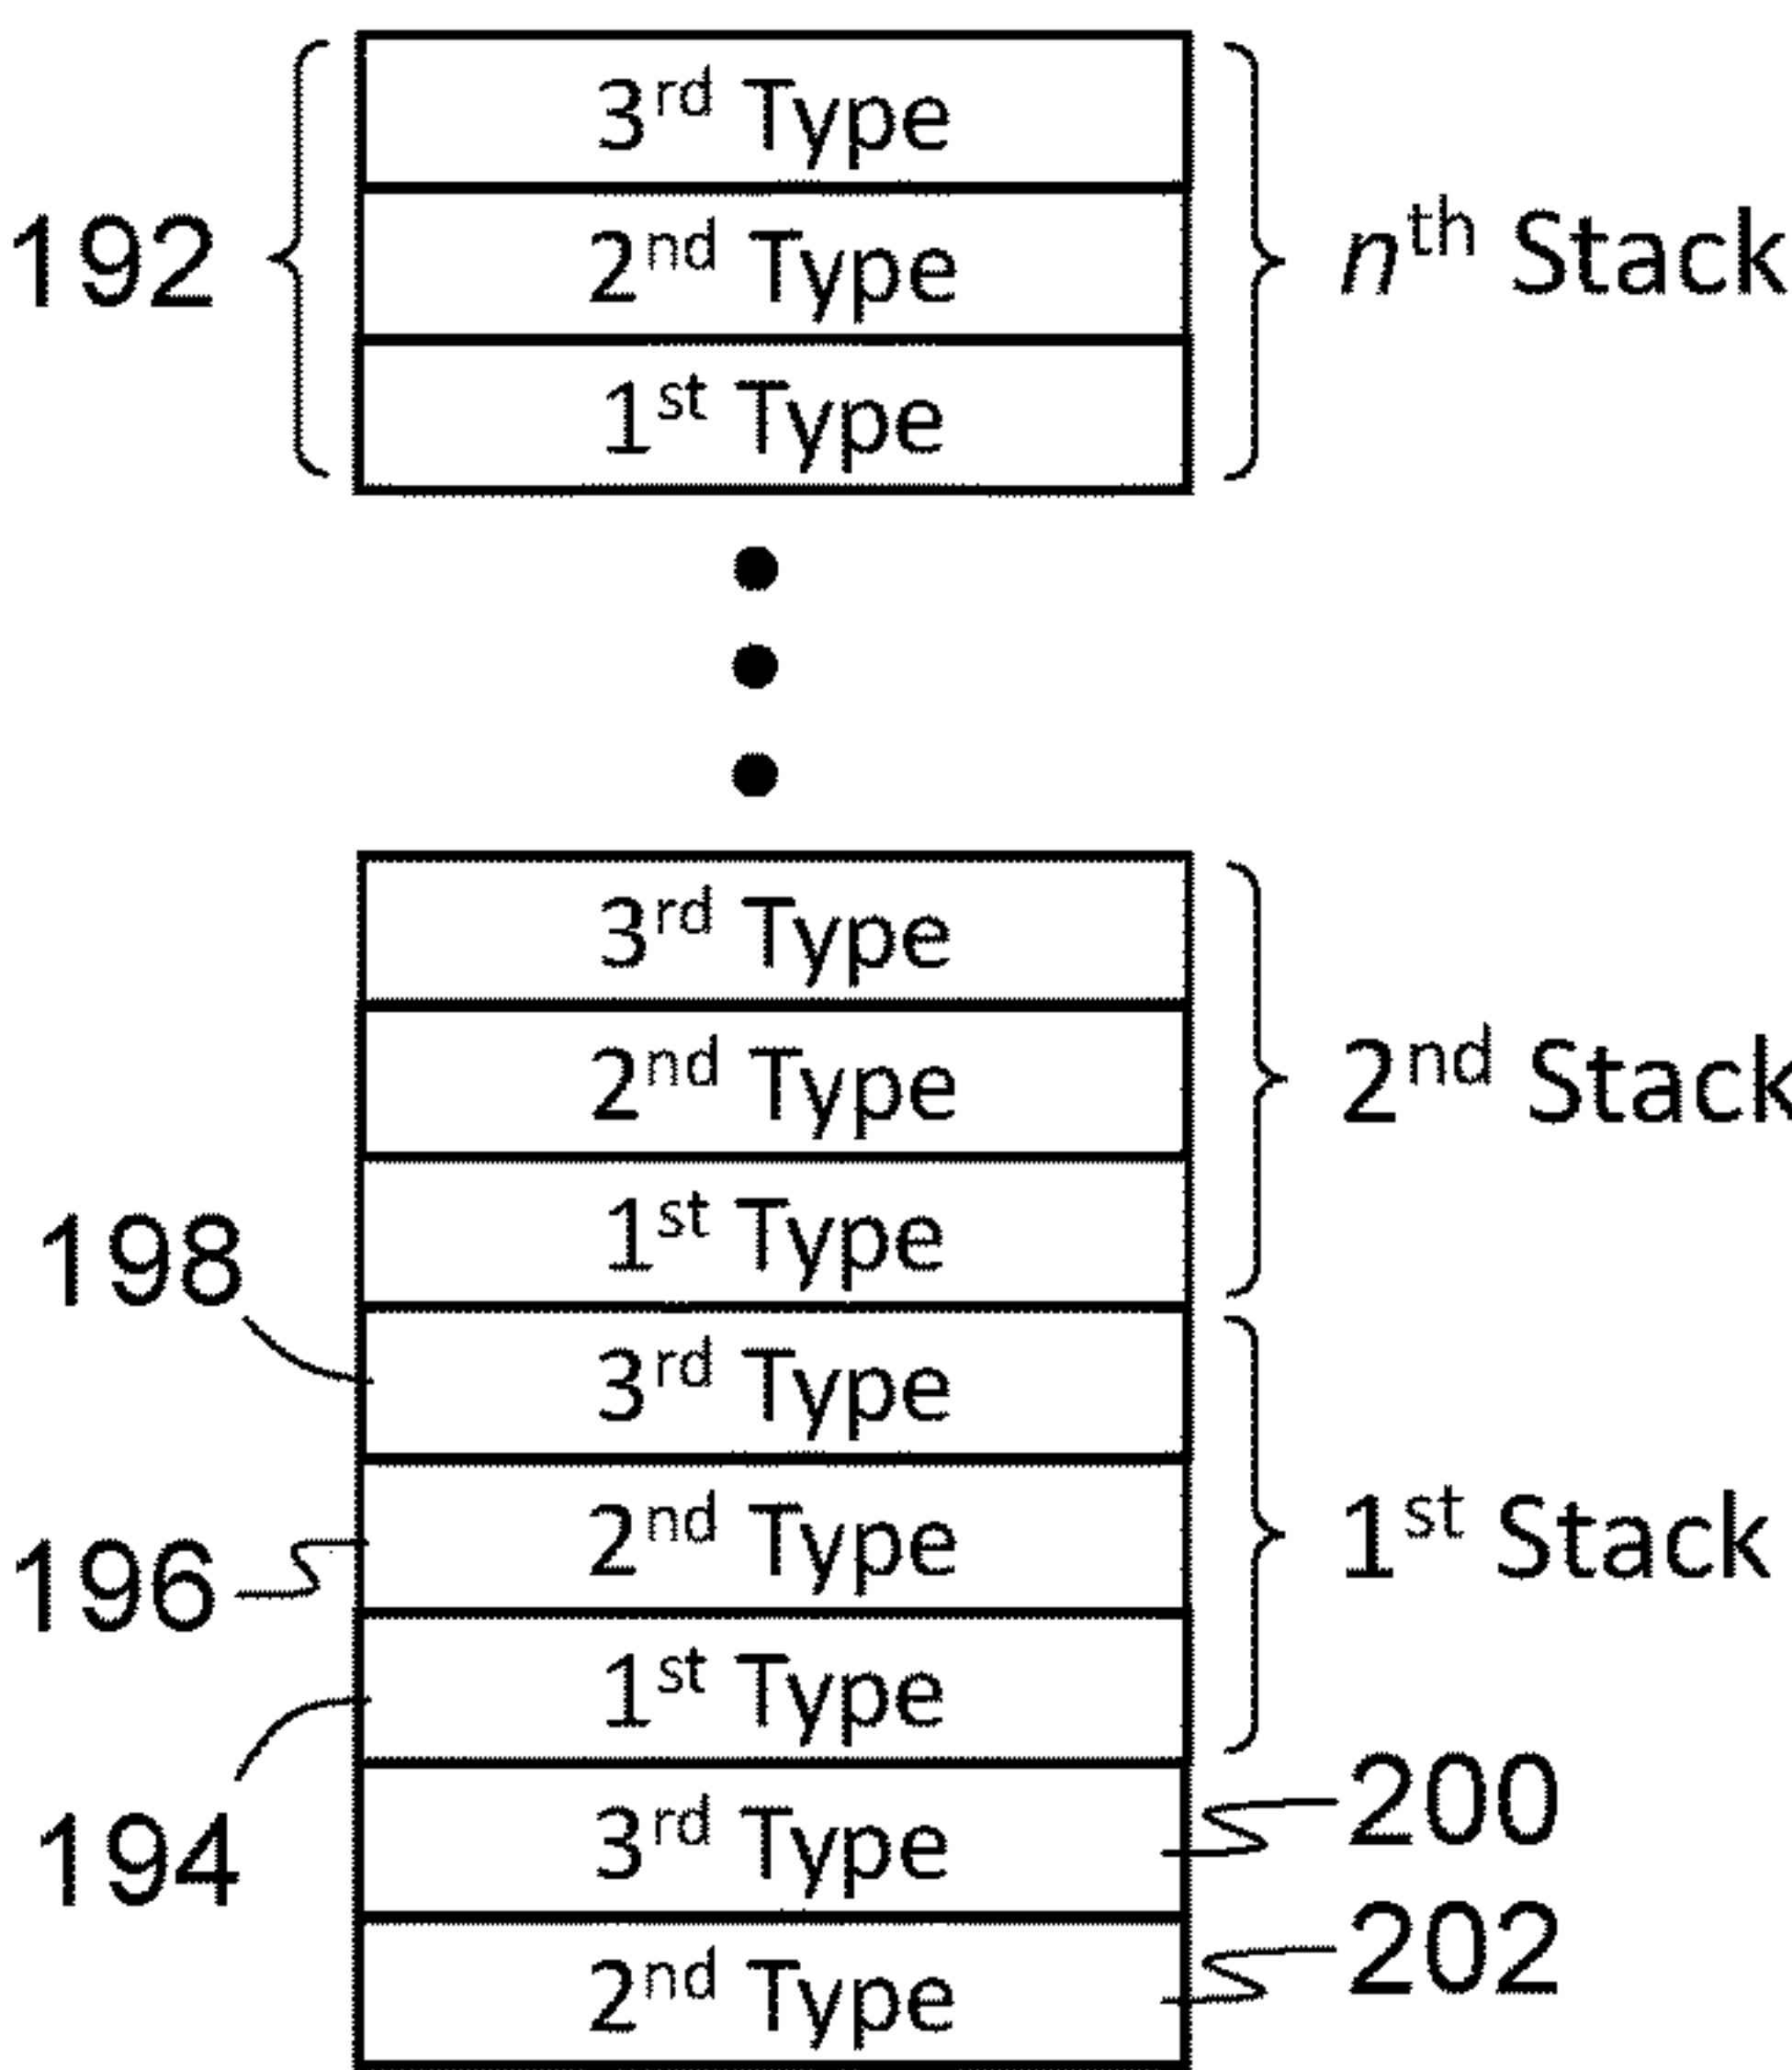 3rd Type
192
2nd Type
nth Stack
1st Type
3rd Type
2nd Type
2nd Stack
1st Type
198
3rd Type
196
2nd Type
1st Stack
1st Type
194
3rd Type
200
2nd Type
202